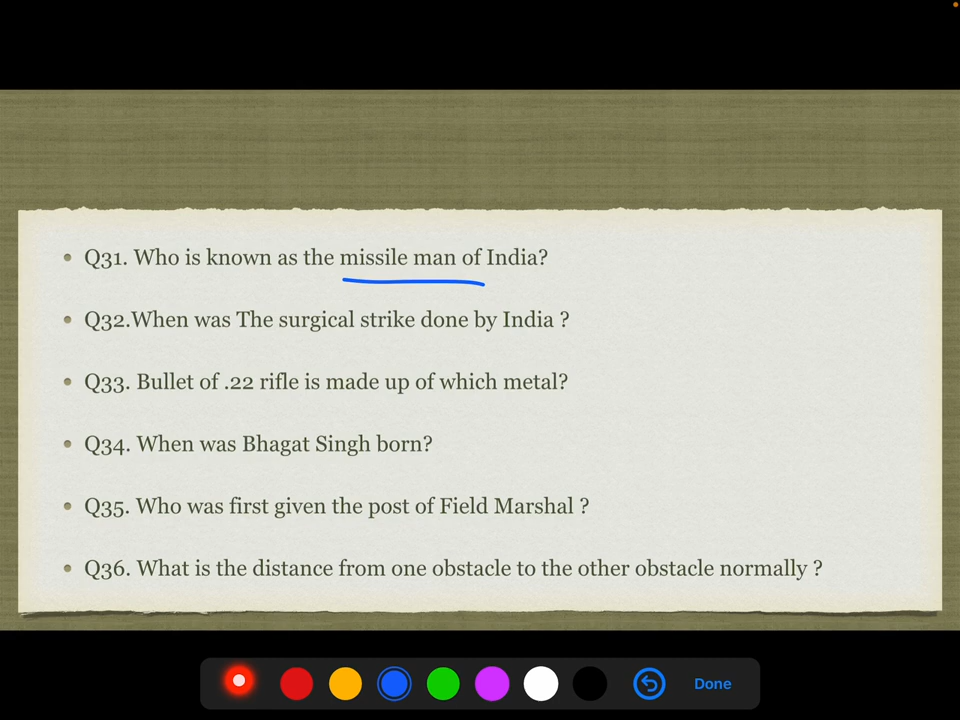 • Q31. Who is known as the missile man of India?
• Q32.When was The surgical strike done by India ?
• Q33. Bullet of .22 rifle is made up of which metal?
• Q34. When was Bhagat Singh born?
• Q35. Who was first given the post of Field Marshal ?
• Q36. What is the distance from one obstacle to the other obstacle normally ?
Done